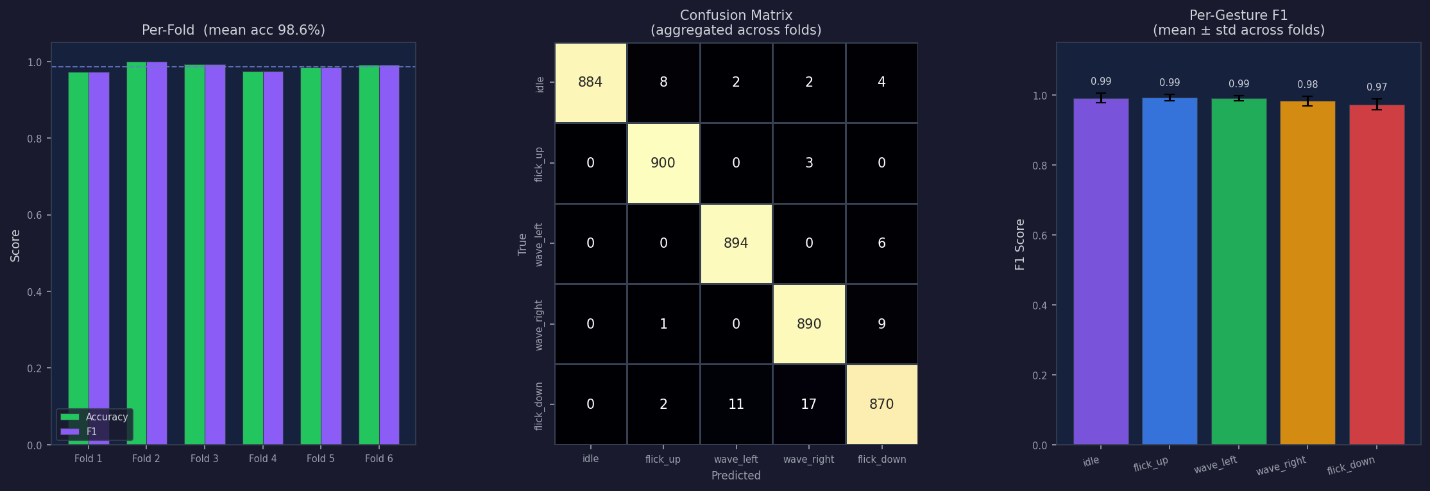 Per-Fold  (mean acc 98.6%)
Score
1.0
0.8
0.6
0.4
0.2
0.0
Accuracy
F1
Fold 1 Fold 2 Fold 3 Fold 4 Fold 5 Fold 6
Confusion Matrix
(aggregated across folds)
True
idle 884 8 2 2 4
flick_up 0 900 0 3 0
wave_left 0 0 894 0 6
wave_right 0 1 0 890 9
flick_down 0 2 11 17 870
idle flick_up wave_left wave_right flick_down
Predicted
Per-Gesture F1
(mean ± std across folds)
F1 Score
1.0
0.8
0.6
0.4
0.2
0.0
0.99 0.99 0.99 0.98 0.97
idle flick_up wave_left wave_right flick_down